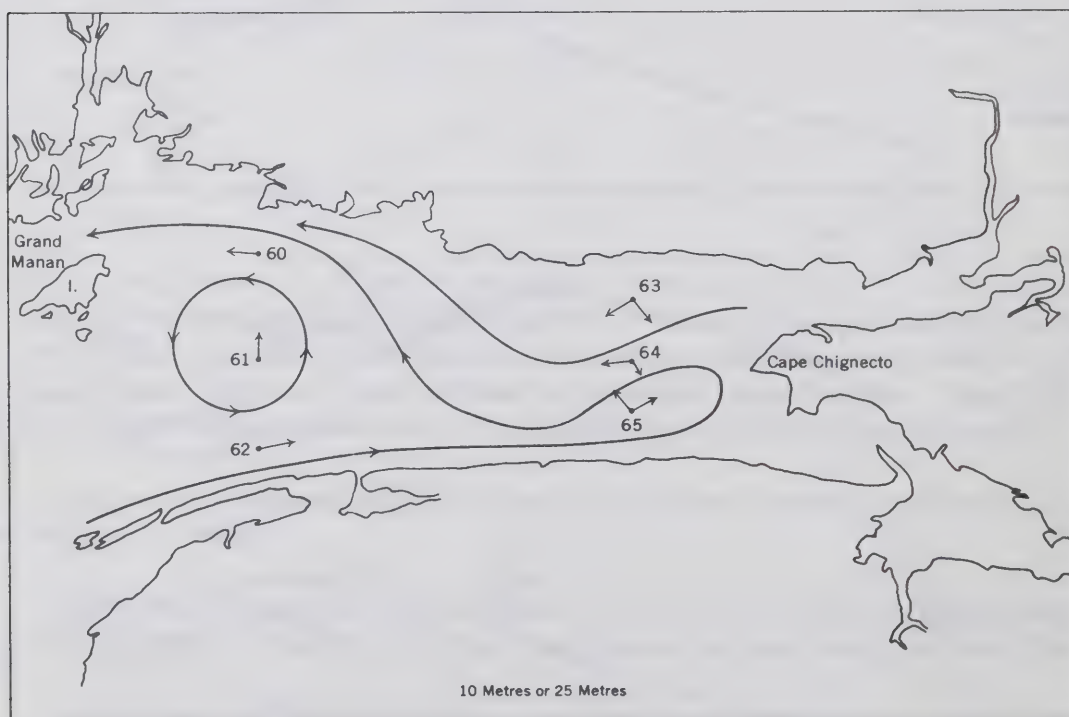 Grand
Manan
I.
60
61
62
63
64
65
Cape Chignecto
10 Metres or 25 Metres